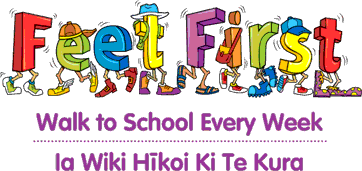 Feet First
Walk to School Every Week
Ia Wiki Hīkoi Ki Te Kura